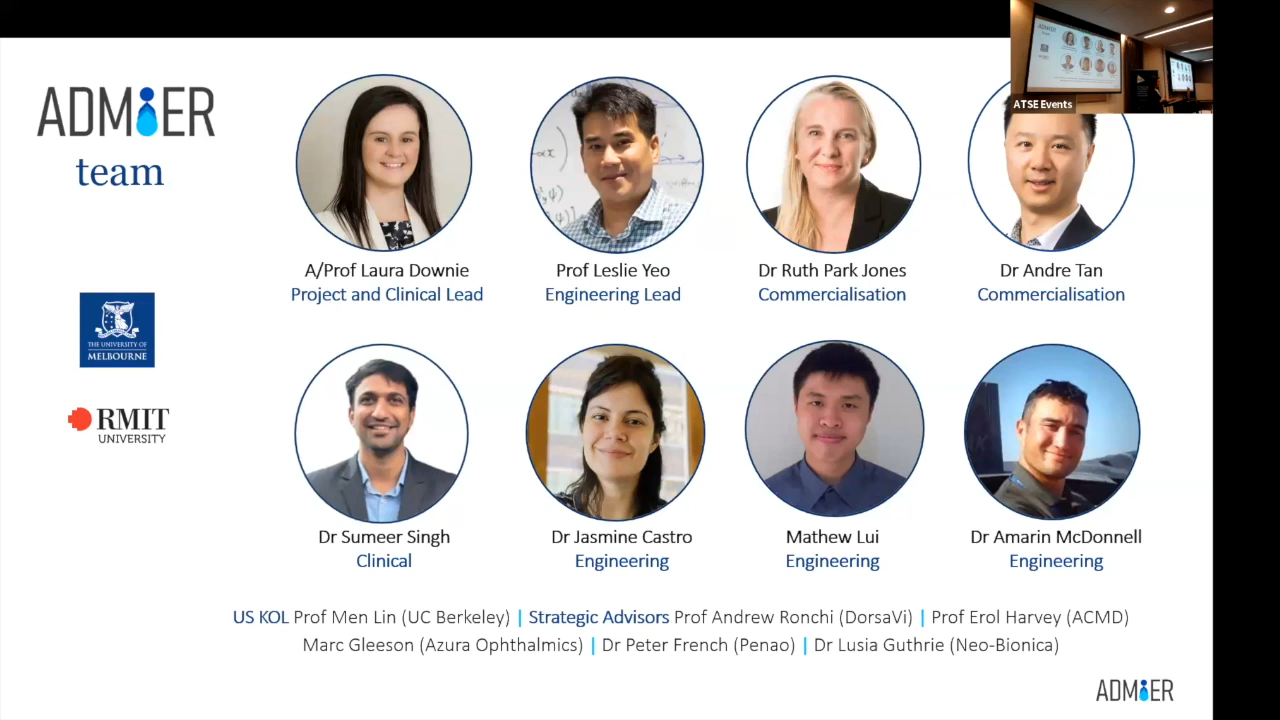 ADMiER
team
ATSE Events
A/Prof Laura Downie
Project and Clinical Lead
Prof Leslie Yeo
Engineering Lead
Dr Ruth Park Jones
Commercialisation
Dr Andre Tan
Commercialisation
THE UNIVERSITY OF
MELBOURNE
RMIT
UNIVERSITY
Dr Sumeer Singh
Clinical
Dr Jasmine Castro
Engineering
Mathew Lui
Engineering
Dr Amarin McDonnell
Engineering
US KOL Prof Men Lin (UC Berkeley) | Strategic Advisors Prof Andrew Ronchi (DorsaVi) | Prof Erol Harvey (ACMD)
Marc Gleeson (Azura Ophthalmics) | Dr Peter French (Penao) | Dr Lusia Guthrie (Neo-Bionica)
ADMiER